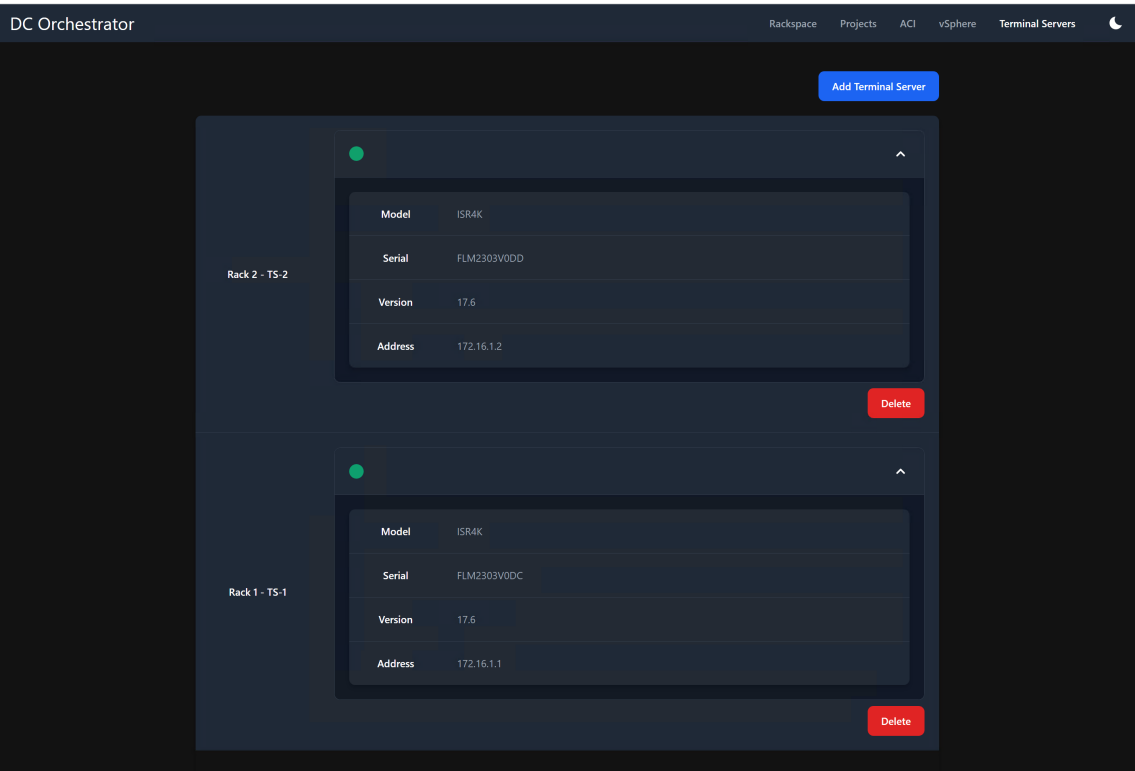 DC Orchestrator
Rackspace Projects ACI vSphere Terminal Servers
Add Terminal Server
Rack 2 - TS-2
Model ISR4K
Serial FLM2303V0DD
Version 17.6
Address 172.16.1.2
Delete
Rack 1 - TS-1
Model ISR4K
Serial FLM2303V0DC
Version 17.6
Address 172.16.1.1
Delete